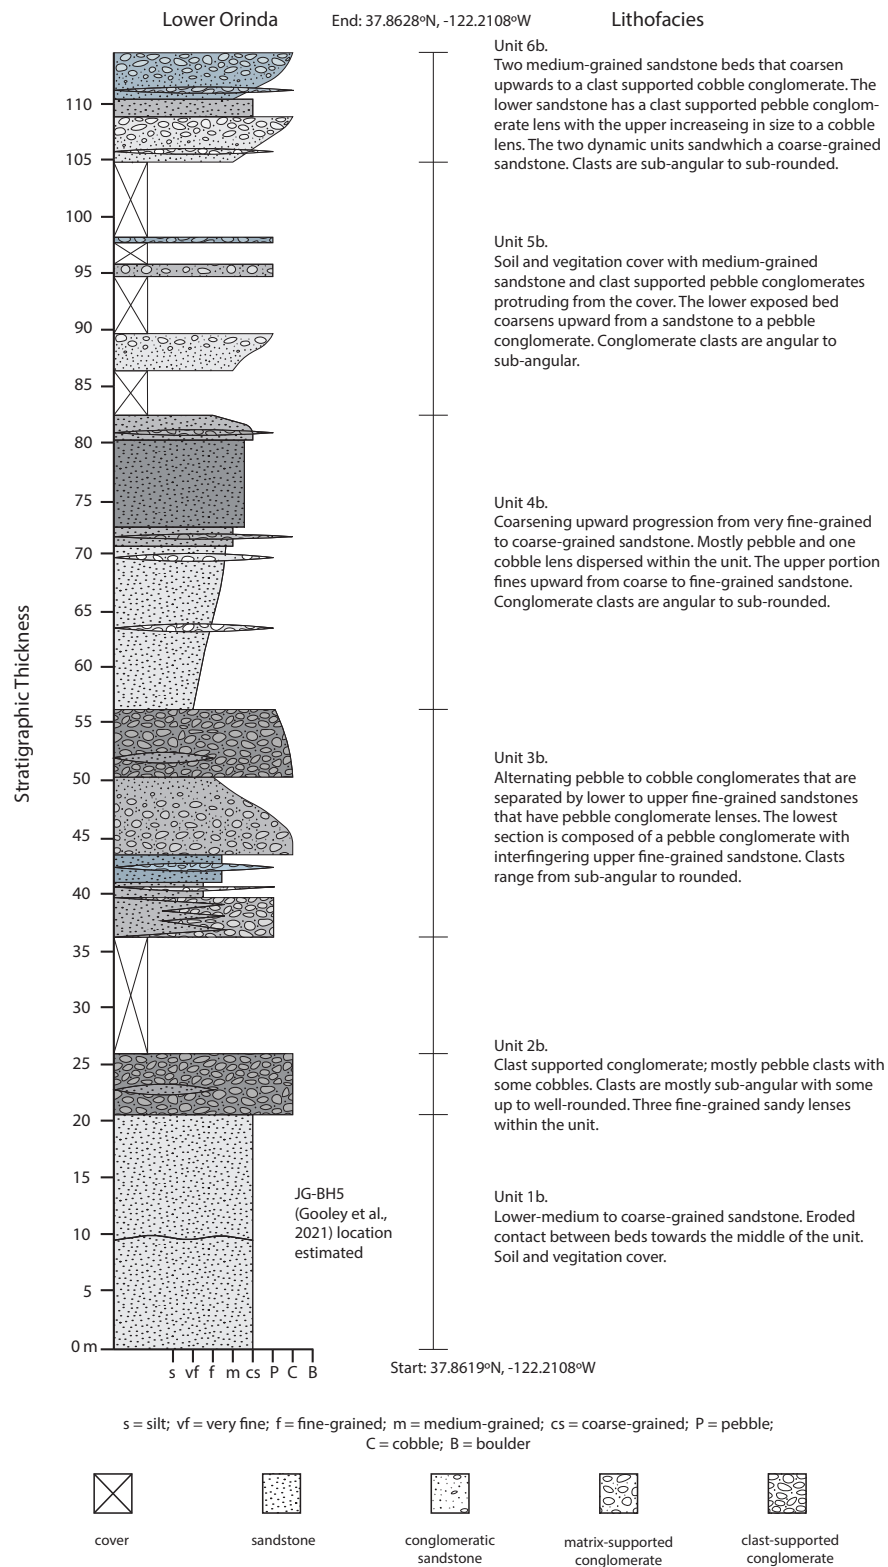 Lower Orinda
End: 37.8628ºN, -122.2108ºW
Lithofacies
Unit 6b.
Two medium-grained sandstone beds that coarsen
upwards to a clast supported cobble conglomerate. The
lower sandstone has a clast supported pebble conglom-
erate lens with the upper increaseing in size to a cobble
lens. The two dynamic units sandwhich a coarse-grained
sandstone. Clasts are sub-angular to sub-rounded.
Unit 5b.
Soil and vegitation cover with medium-grained
sandstone and clast supported pebble conglomerates
protruding from the cover. The lower exposed bed
coarsens upward from a sandstone to a pebble
conglomerate. Conglomerate clasts are angular to
sub-angular.
Unit 4b.
Coarsening upward progression from very fine-grained
to coarse-grained sandstone. Mostly pebble and one
cobble lens dispersed within the unit. The upper portion
fines upward from coarse to fine-grained sandstone.
Conglomerate clasts are angular to sub-rounded.
Unit 3b.
Alternating pebble to cobble conglomerates that are
separated by lower to upper fine-grained sandstones
that have pebble conglomerate lenses. The lowest
section is composed of a pebble conglomerate with
interfingering upper fine-grained sandstone. Clasts
range from sub-angular to rounded.
Unit 2b.
Clast supported conglomerate; mostly pebble clasts with
some cobbles. Clasts are mostly sub-angular with some
up to well-rounded. Three fine-grained sandy lenses
within the unit.
Unit 1b.
Lower-medium to coarse-grained sandstone. Eroded
contact between beds towards the middle of the unit.
Soil and vegitation cover.
Stratigraphic Thickness
110
105
100
95
90
85
80
75
70
65
60
55
50
45
40
35
30
25
20
15
10
5
0 m
JG-BH5
(Gooley et al.,
2021) location
estimated
s vf f m cs P C B
Start: 37.8619ºN, -122.2108ºW
s = silt; vf = very fine; f = fine-grained; m = medium-grained; cs = coarse-grained; P = pebble;
C = cobble; B = boulder
cover
sandstone
conglomeratic
sandstone
matrix-supported
conglomerate
clast-supported
conglomerate